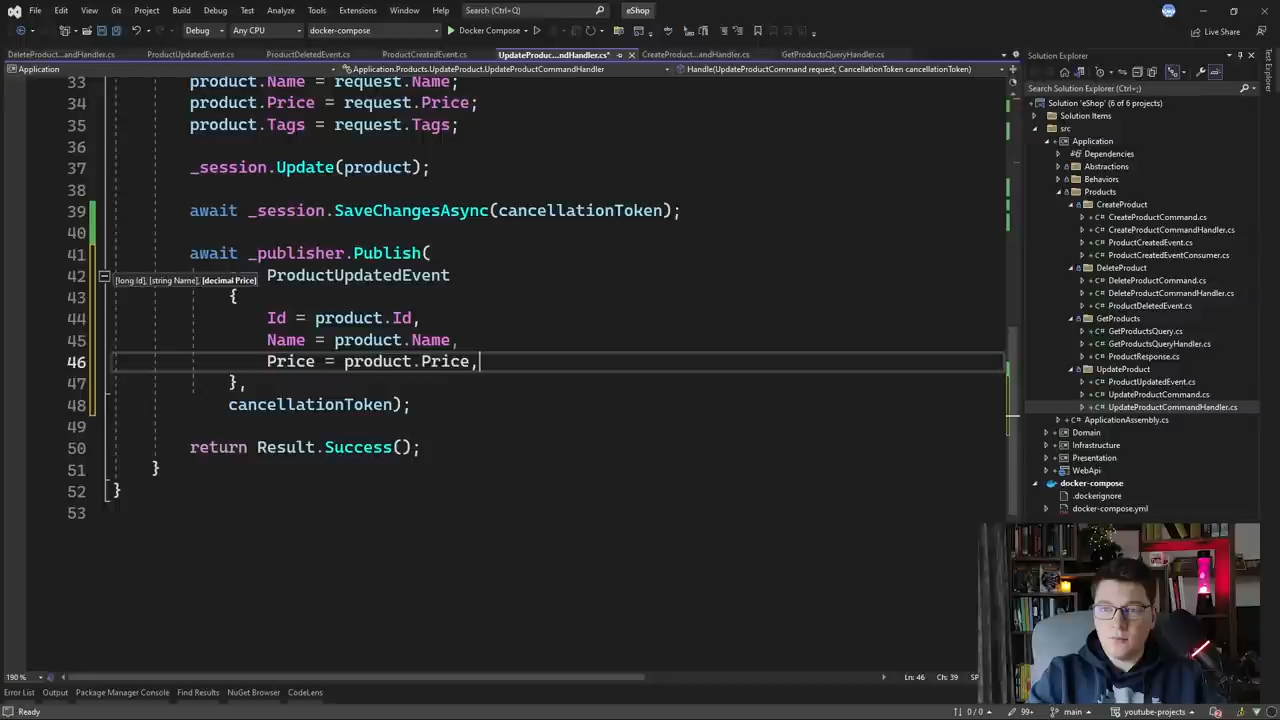 File Edit View Git Project Build Debug Test Analyze Tools Extensions Window Help Search (Ctrl+Q) eShop
Debug Any CPU docker-compose Docker Compose Live Share
DeleteProduct...andHandler.cs ProductUpdatedEvent.cs ProductDeletedEvent.cs ProductCreatedEvent.cs UpdateProduc...ndHandler.cs* CreateProduct...andHandler.cs GetProductsQueryHandler.cs
Application Application.Products.UpdateProduct.UpdateProductCommandHandler Handle(UpdateProductCommand request, CancellationToken cancellationToken)
33 product.Name = request.Name;
34 product.Price = request.Price;
35 product.Tags = request.Tags;
36
37 _session.Update(product);
38
39 await _session.SaveChangesAsync(cancellationToken);
40
41 await _publisher.Publish(
42 ProductUpdatedEvent
[long Id], [string Name], [decimal Price]
43 {
44 Id = product.Id,
45 Name = product.Name,
46 Price = product.Price,
47 },
48 cancellationToken);
49
50 return Result.Success();
51 }
52 }
53
190 % Ln: 46 Ch: 39 SP
Error List Output Package Manager Console Find Results NuGet Browser CodeLens
Ready 0 / 0 99+ main youtube-projects
Solution Explorer
Search Solution Explorer (Ctrl+;)
Solution 'eShop' (6 of 6 projects)
Solution Items
src
Application
Dependencies
Abstractions
Behaviors
Products
CreateProduct
CreateProductCommand.cs
CreateProductCommandHandler.cs
ProductCreatedEvent.cs
ProductCreatedEventConsumer.cs
DeleteProduct
DeleteProductCommand.cs
DeleteProductCommandHandler.cs
ProductDeletedEvent.cs
GetProducts
GetProductsQuery.cs
GetProductsQueryHandler.cs
ProductResponse.cs
UpdateProduct
ProductUpdatedEvent.cs
UpdateProductCommand.cs
UpdateProductCommandHandler.cs
ApplicationAssembly.cs
Domain
Infrastructure
Presentation
WebApi
docker-compose
.dockerignore
docker-compose.yml
Test Explorer